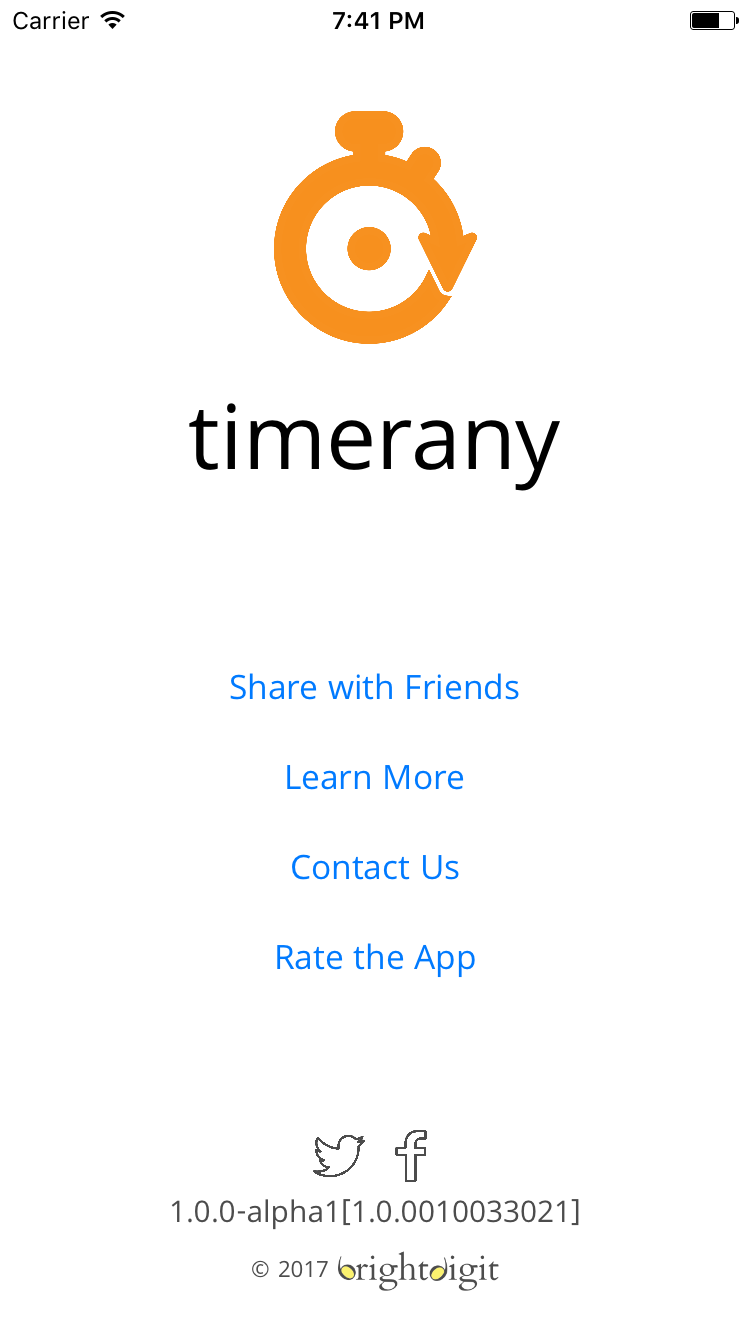 Carrier 7:41 PM
timerany
Share with Friends
Learn More
Contact Us
Rate the App
1.0.0-alpha1[1.0.0010033021]
© 2017 brightdigit